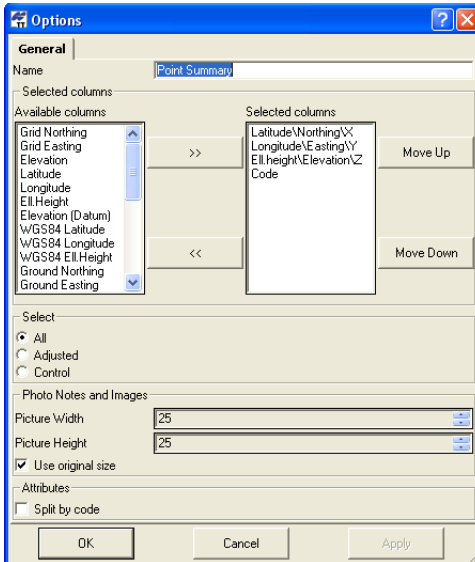 Options
General
Name Point Summary
Selected columns
Available columns
Grid Northing
Grid Easting
Elevation
Latitude
Longitude
Ell.Height
Elevation (Datum)
WGS84 Latitude
WGS84 Longitude
WGS84 Ell.Height
Ground Northing
Ground Easting
>>
<<
Selected columns
Latitude\Northing\X
Longitude\Easting\Y
Ell.height\Elevation\Z
Code
Move Up
Move Down
Select
All
Adjusted
Control
Photo Notes and Images
Picture Width 25
Picture Height 25
Use original size
Attributes
Split by code
OK Cancel Apply